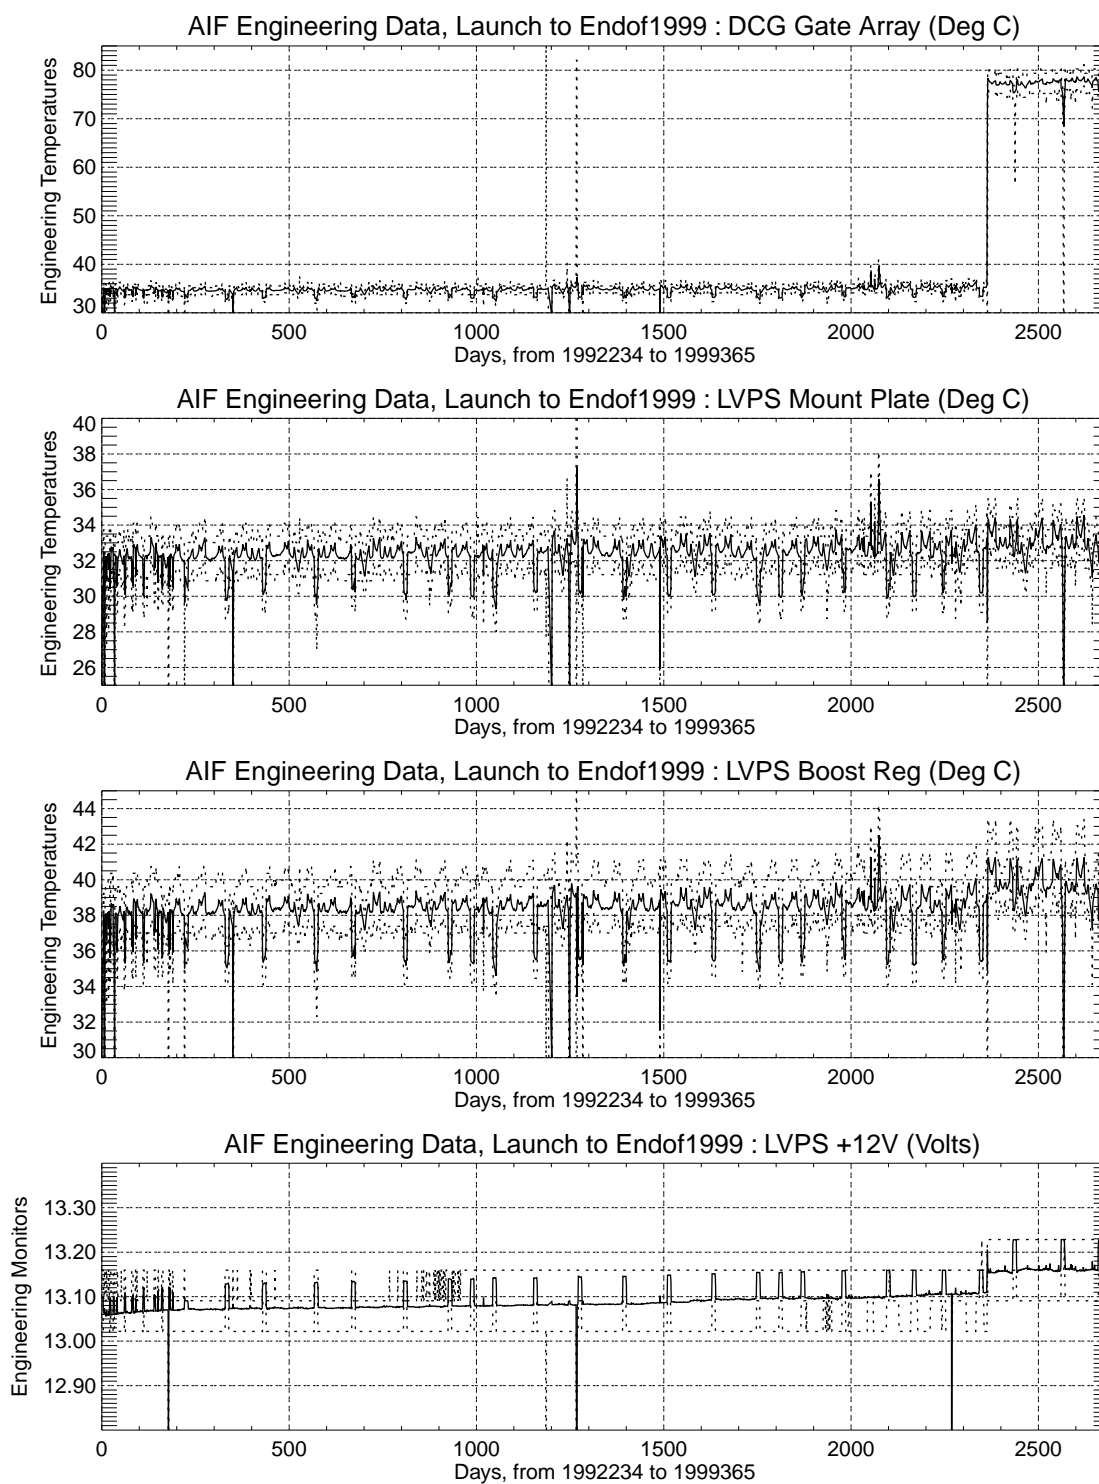 AIF Engineering Data, Launch to Endof1999 : DCG Gate Array (Deg C)
Engineering Temperatures
80
70
60
50
40
30
0 500 1000 1500 2000 2500
Days, from 1992234 to 1999365
AIF Engineering Data, Launch to Endof1999 : LVPS Mount Plate (Deg C)
Engineering Temperatures
40
38
36
34
32
30
28
26
0 500 1000 1500 2000 2500
Days, from 1992234 to 1999365
AIF Engineering Data, Launch to Endof1999 : LVPS Boost Reg (Deg C)
Engineering Temperatures
44
42
40
38
36
34
32
30
0 500 1000 1500 2000 2500
Days, from 1992234 to 1999365
AIF Engineering Data, Launch to Endof1999 : LVPS +12V (Volts)
Engineering Monitors
13.30
13.20
13.10
13.00
12.90
0 500 1000 1500 2000 2500
Days, from 1992234 to 1999365